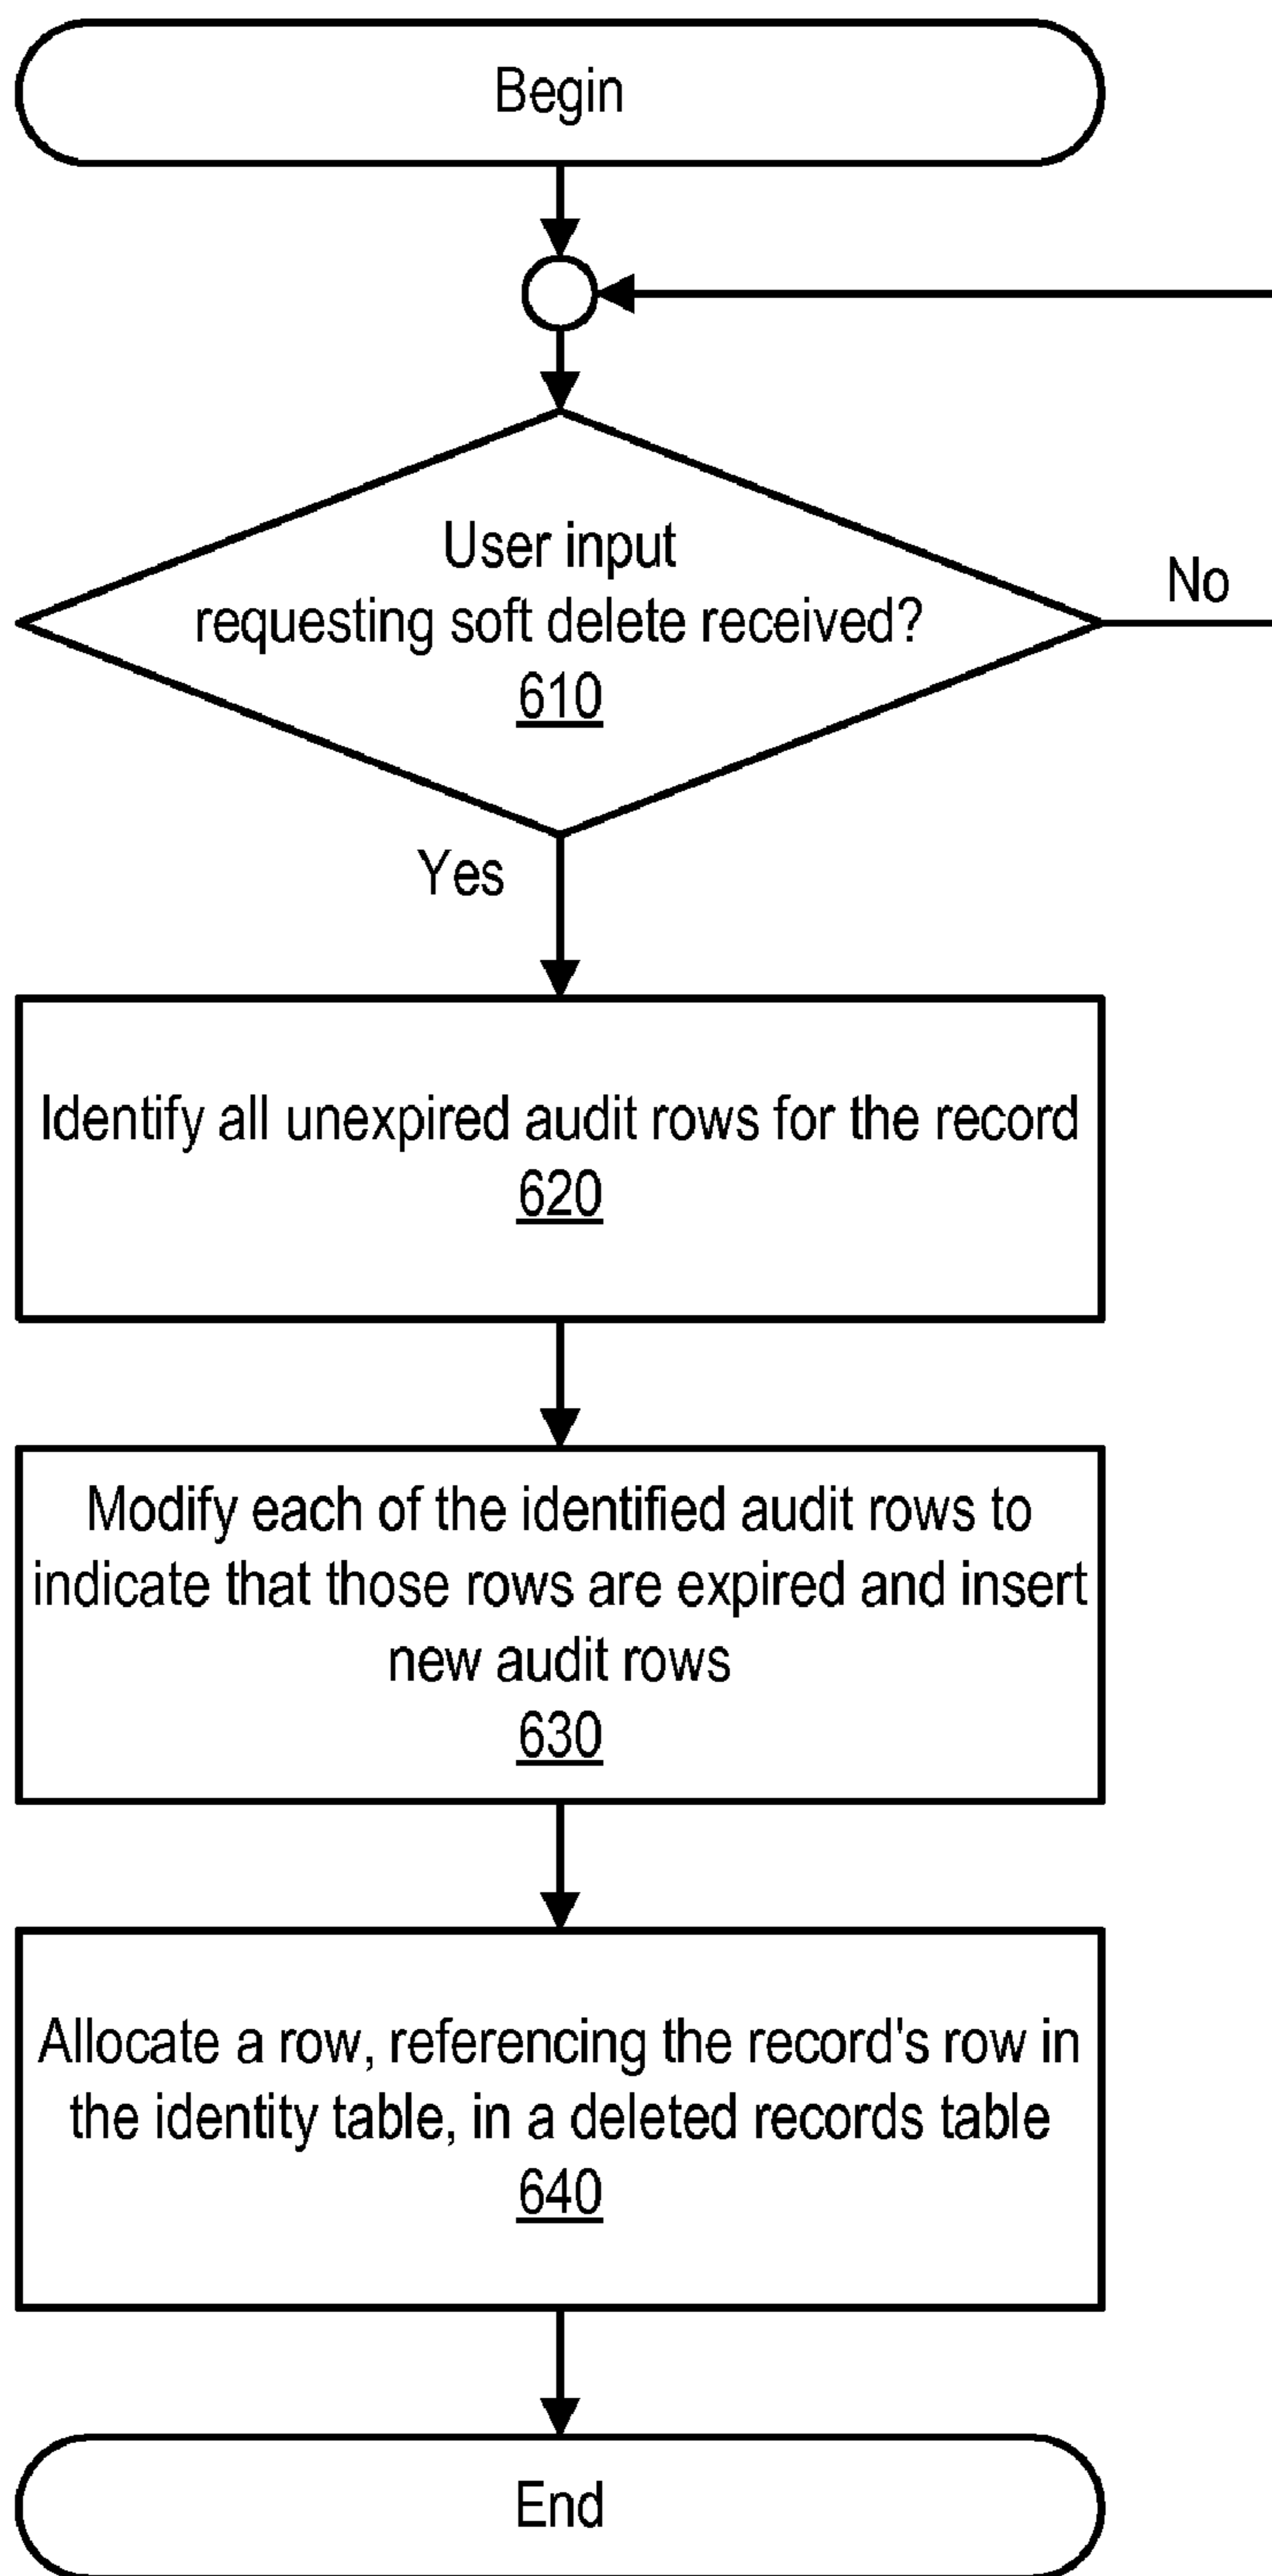 Begin
User input
requesting soft delete received?
610
No
Yes
Identify all unexpired audit rows for the record
620
Modify each of the identified audit rows to
indicate that those rows are expired and insert
new audit rows
630
Allocate a row, referencing the record's row in
the identity table, in a deleted records table
640
End